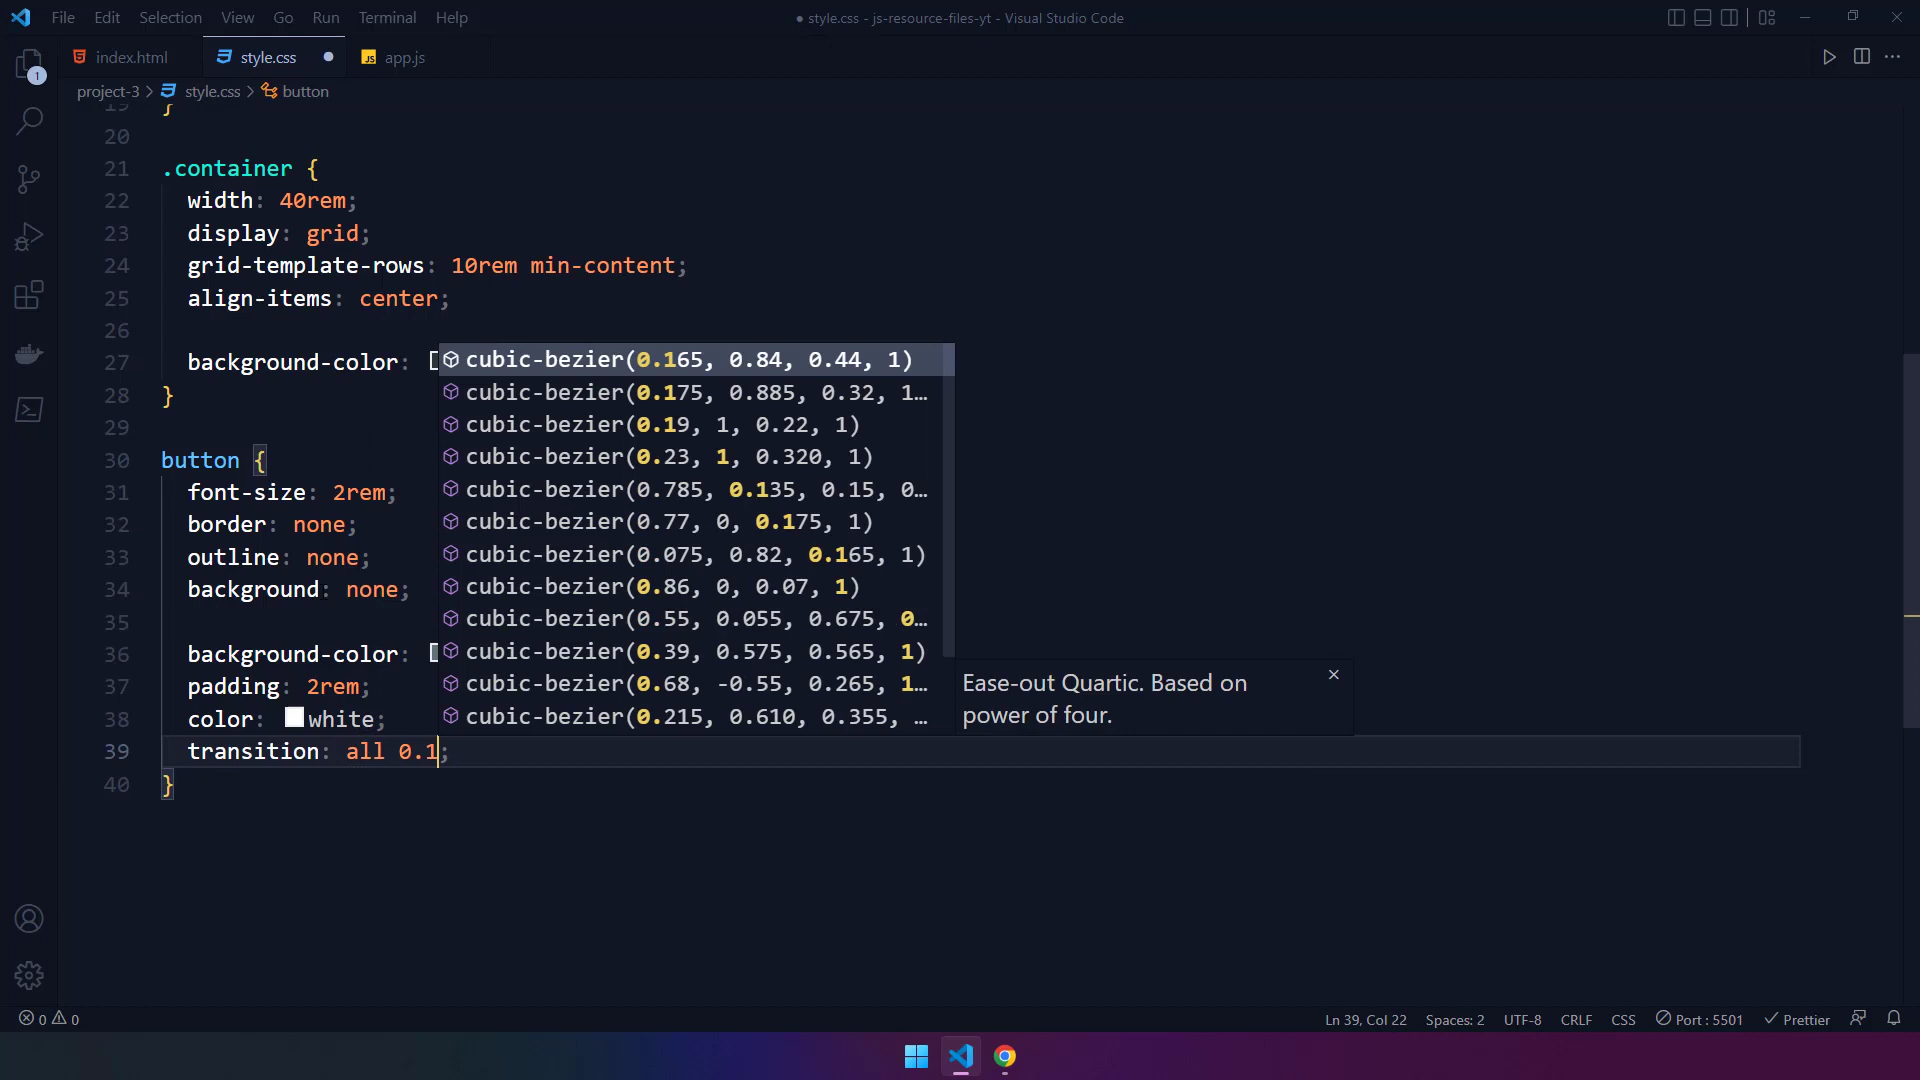 File Edit Selection View Go Run Terminal Help
● style.css - js-resource-files-yt - Visual Studio Code
index.html
style.css
JS app.js
1
project-3 > style.css > button
19 }
20
21 .container {
22 width: 40rem;
23 display: grid;
24 grid-template-rows: 10rem min-content;
25 align-items: center;
26
27 background-color:
28 }
29
30 button {
31 font-size: 2rem;
32 border: none;
33 outline: none;
34 background: none;
35
36 background-color:
37 padding: 2rem;
38 color: white;
39 transition: all 0.1;
40 }
cubic-bezier(0.165, 0.84, 0.44, 1)
cubic-bezier(0.175, 0.885, 0.32, 1…
cubic-bezier(0.19, 1, 0.22, 1)
cubic-bezier(0.23, 1, 0.320, 1)
cubic-bezier(0.785, 0.135, 0.15, 0…
cubic-bezier(0.77, 0, 0.175, 1)
cubic-bezier(0.075, 0.82, 0.165, 1)
cubic-bezier(0.86, 0, 0.07, 1)
cubic-bezier(0.55, 0.055, 0.675, 0…
cubic-bezier(0.39, 0.575, 0.565, 1)
cubic-bezier(0.68, -0.55, 0.265, 1…
cubic-bezier(0.215, 0.610, 0.355, …
Ease-out Quartic. Based on
power of four.
0 0
Ln 39, Col 22 Spaces: 2 UTF-8 CRLF CSS Port : 5501 Prettier